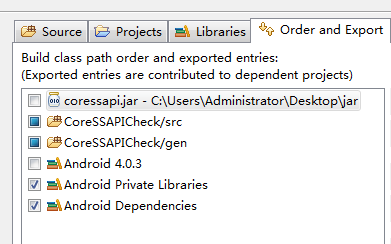 Source Projects Libraries Order and Export
Build class path order and exported entries:
(Exported entries are contributed to dependent projects)
coressapi.jar - C:\Users\Administrator\Desktop\jar
CoreSSAPICheck/src
CoreSSAPICheck/gen
Android 4.0.3
Android Private Libraries
Android Dependencies